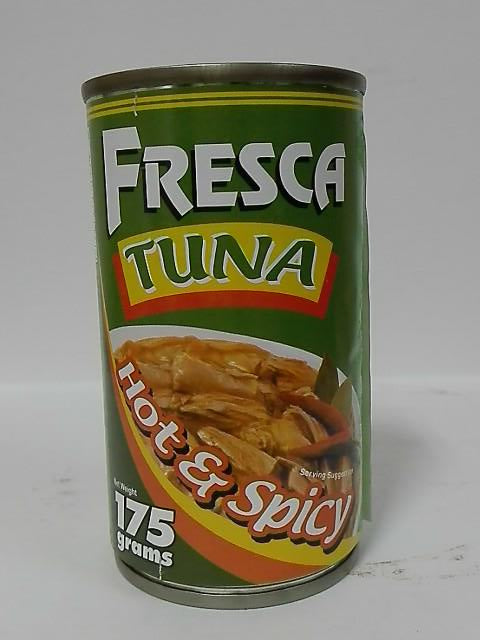 FRESCA
TUNA
Hot & Spicy
Serving Suggestion
Net Weight
175
grams